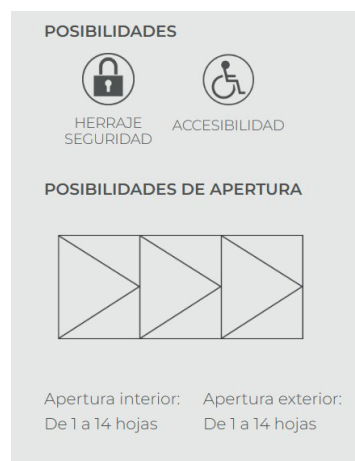 POSIBILIDADES
HERRAJE
SEGURIDAD
ACCESIBILIDAD
POSIBILIDADES DE APERTURA
Apertura interior:
De 1 a 14 hojas
Apertura exterior:
De 1 a 14 hojas